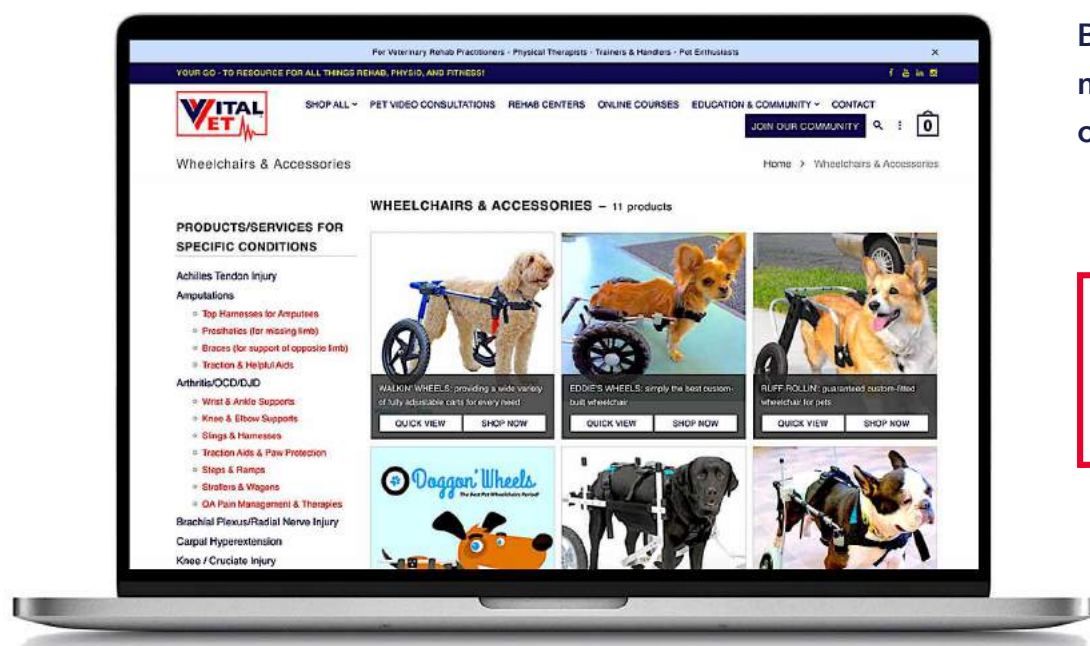 For Veterinary Rehab Practitioners - Physical Therapists - Trainers & Handlers - Pet Enthusiasts ×
YOUR GO - TO RESOURCE FOR ALL THINGS REHAB, PHYSIO, AND FITNESS!
VITAL
VET
SHOP ALL PET VIDEO CONSULTATIONS REHAB CENTERS ONLINE COURSES EDUCATION & COMMUNITY CONTACT
JOIN OUR COMMUNITY 0
Wheelchairs & Accessories
Home > Wheelchairs & Accessories
PRODUCTS/SERVICES FOR
SPECIFIC CONDITIONS
Achilles Tendon Injury
Amputations
Top Harnesses for Amputees
Prosthetics (for missing limb)
Braces (for support of opposite limb)
Traction & Helpful Aids
Arthritis/OCD/DJD
Wrist & Ankle Supports
Knee & Elbow Supports
Slings & Harnesses
Traction Aids & Paw Protection
Steps & Ramps
Strollers & Wagons
OA Pain Management & Therapies
Brachial Plexus/Radial Nerve Injury
Carpal Hyperextension
Knee / Cruciate Injury
WHEELCHAIRS & ACCESSORIES – 11 products
WALKIN' WHEELS: providing a wide variety
of fully adjustable carts for every need
QUICK VIEW SHOP NOW
EDDIE'S WHEELS: simply the best custom-
built wheelchair
QUICK VIEW SHOP NOW
RUFF ROLLIN': guaranteed custom-fitted
wheelchair for pets
QUICK VIEW SHOP NOW
Doggon' Wheels
The Best Pet Wheelchairs Period!